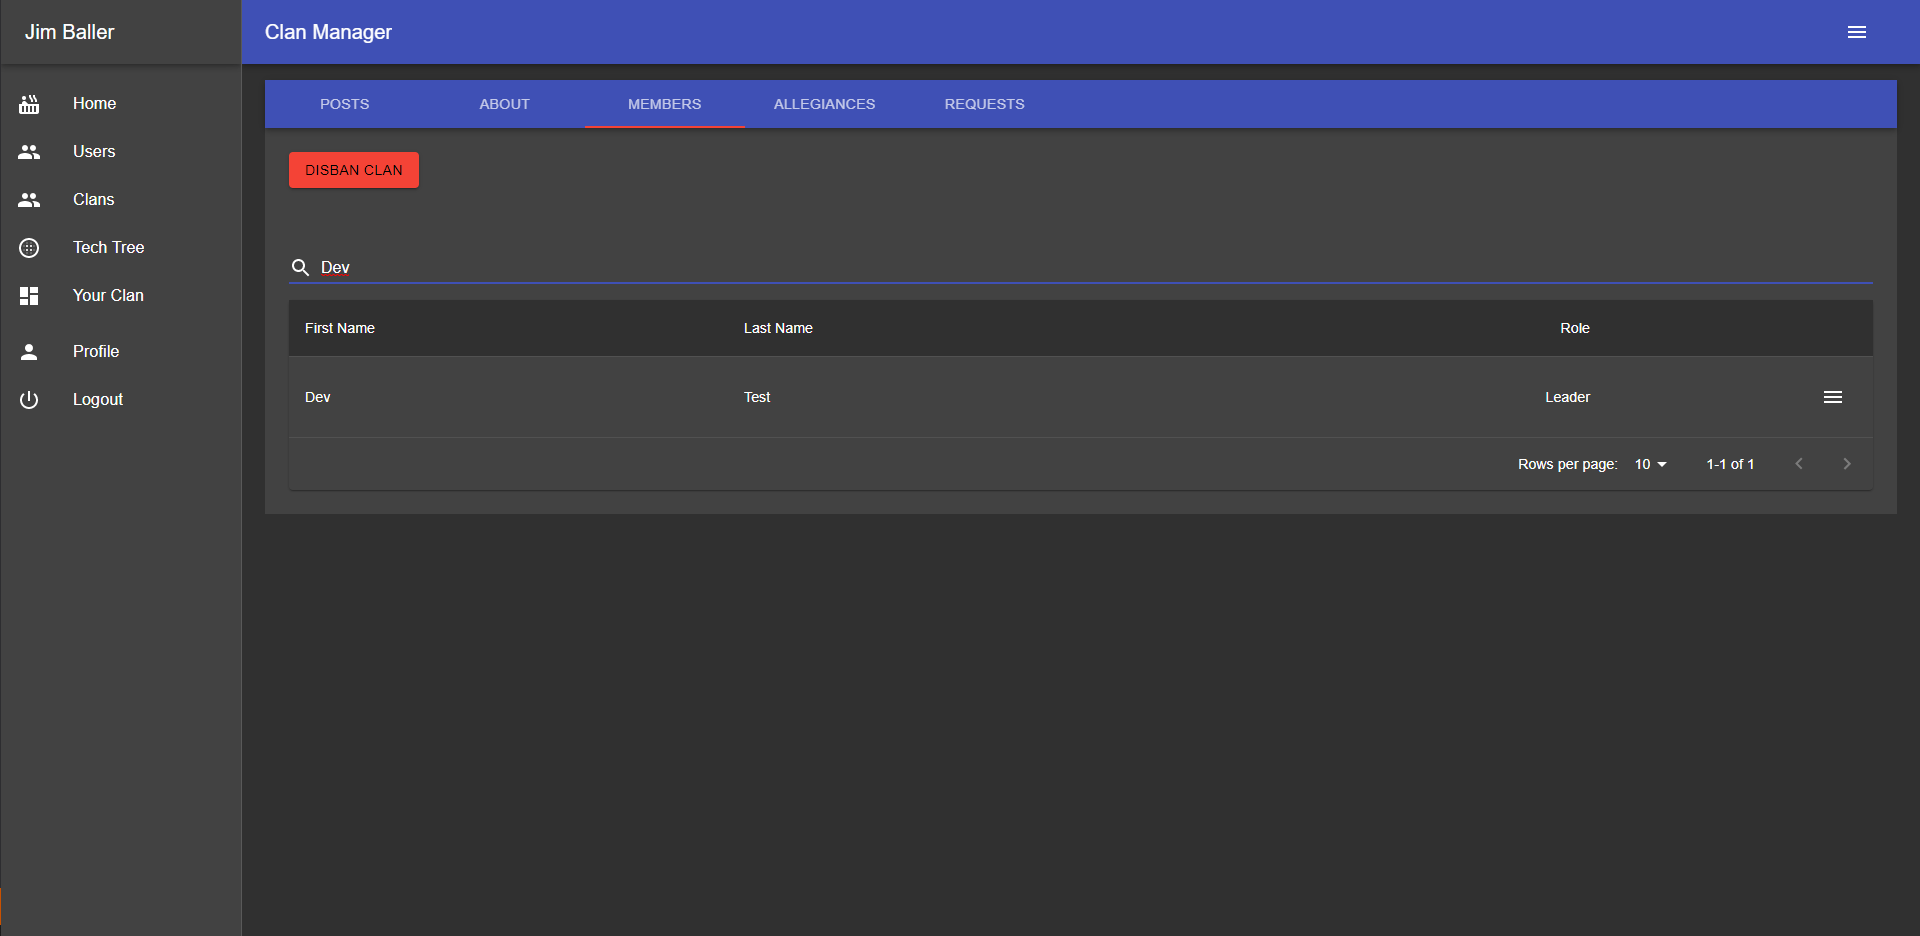 Jim Baller
Clan Manager
Home
Users
Clans
Tech Tree
Your Clan
Profile
Logout
POSTS ABOUT MEMBERS ALLEGIANCES REQUESTS
DISBAN CLAN
Dev
First Name Last Name Role
Dev Test Leader
Rows per page: 10 1-1 of 1